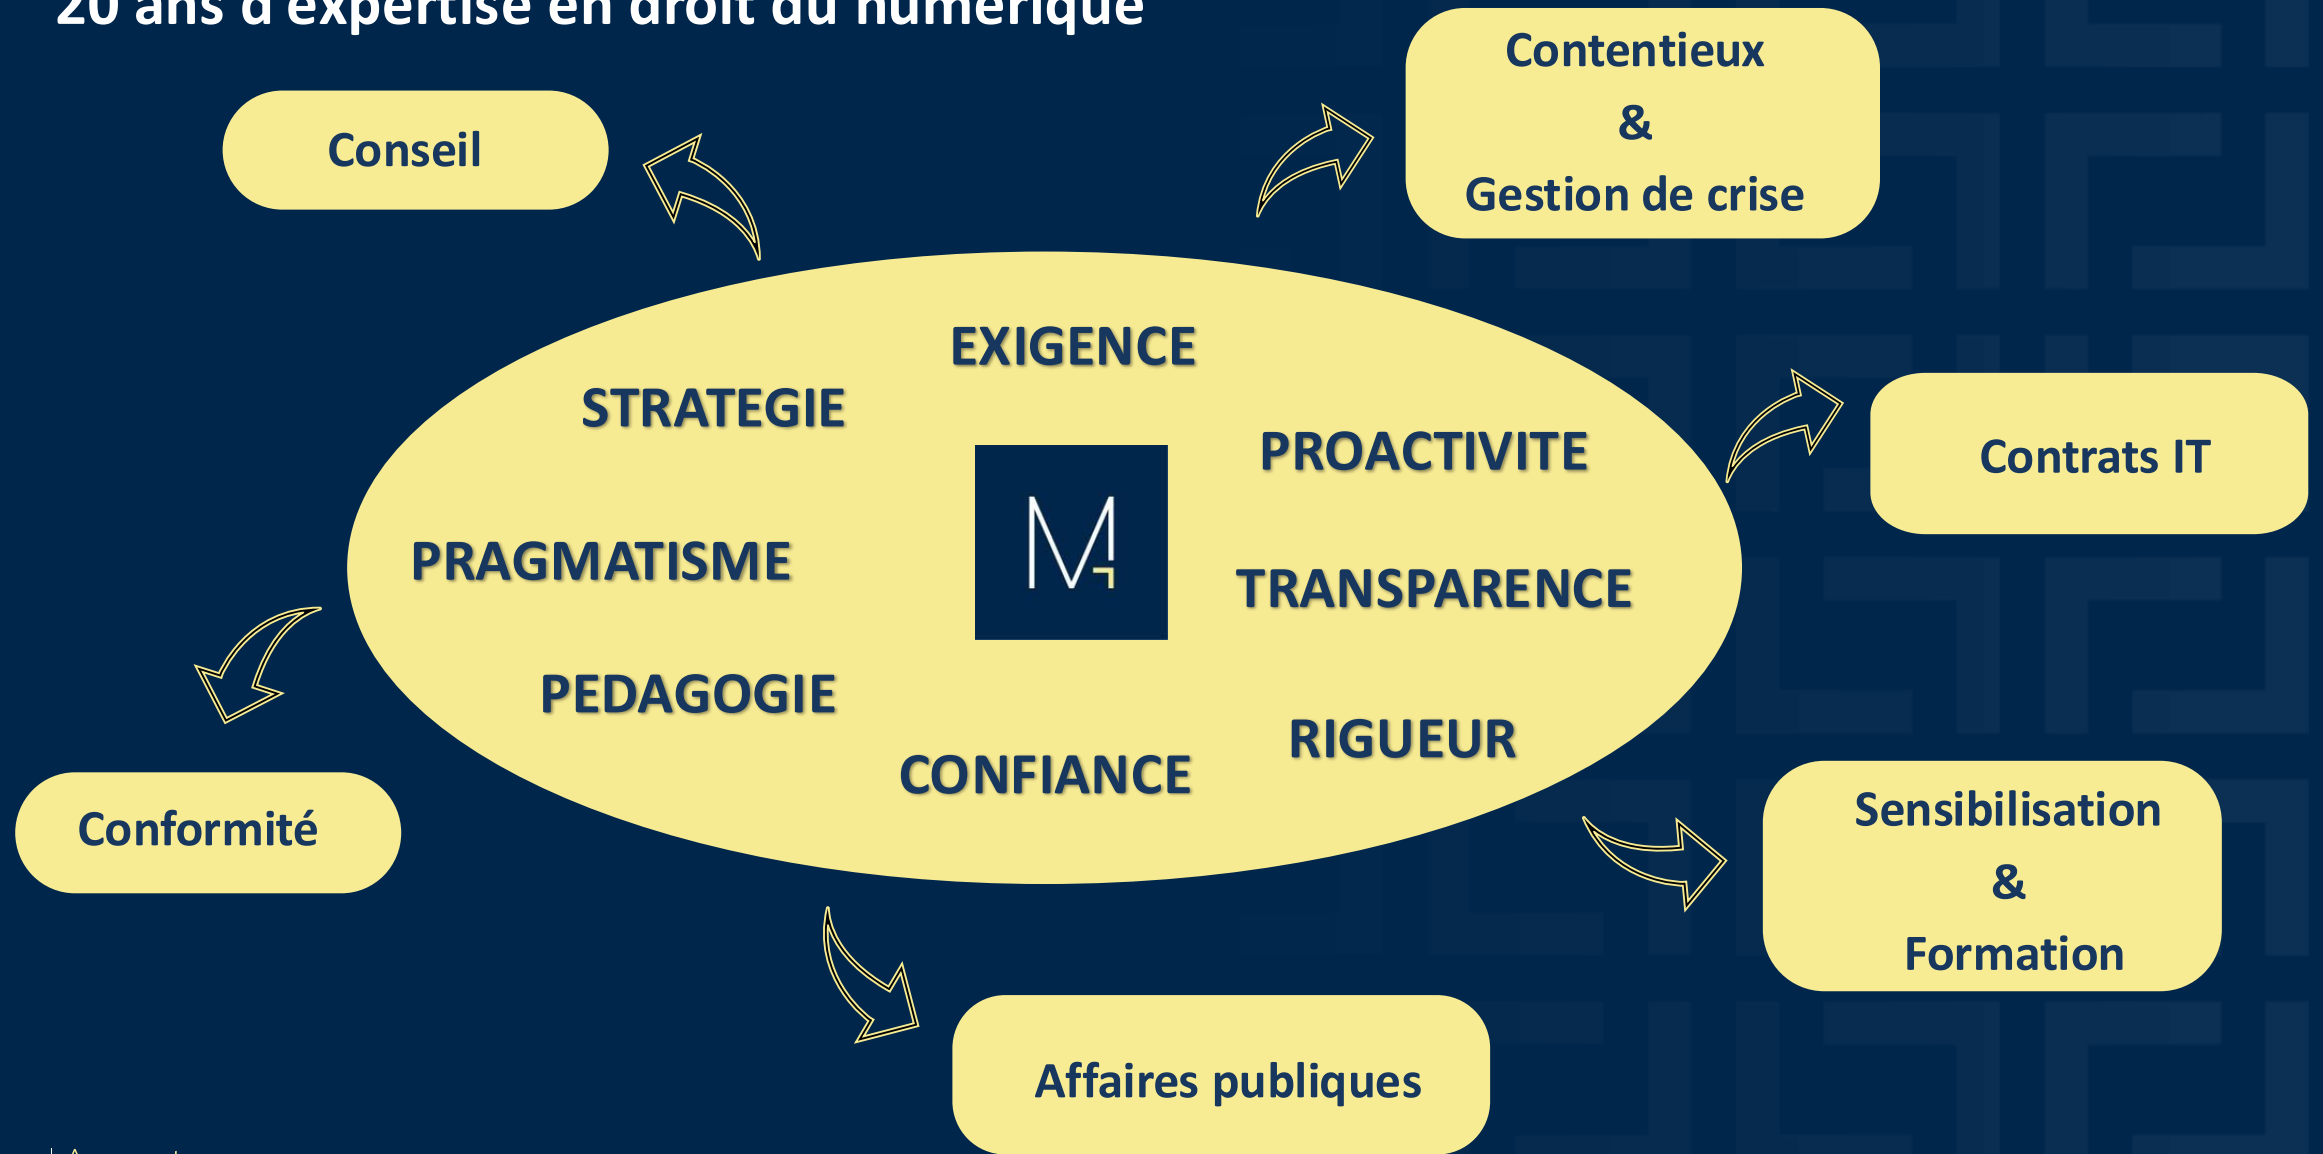 20 ans d'expertise en droit du numérique
Contentieux
&
Gestion de crise
Conseil
EXIGENCE
STRATEGIE
PROACTIVITE
Contrats IT
M
PRAGMATISME
TRANSPARENCE
PEDAGOGIE
RIGUEUR
CONFIANCE
Conformité
Sensibilisation
&
Formation
Affaires publiques